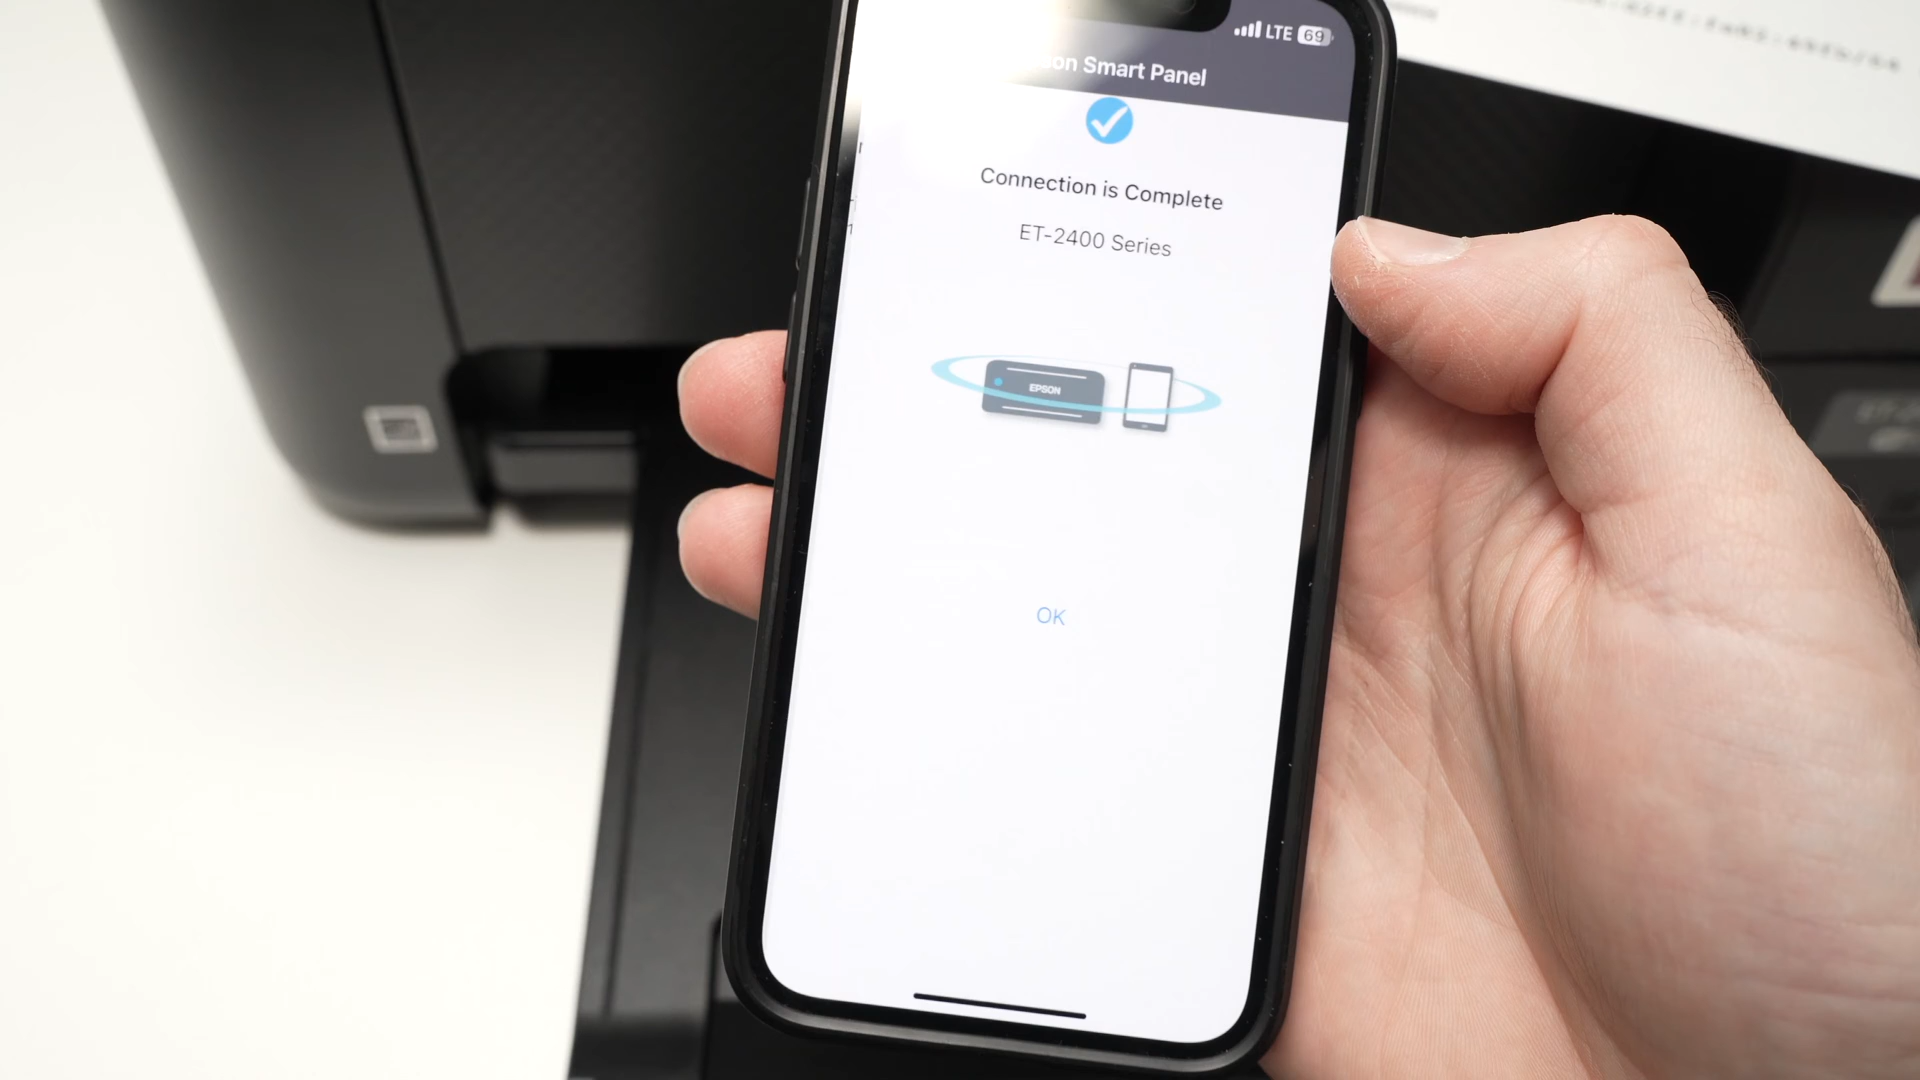 LTE 69
on Smart Panel
Connection is Complete
ET-2400 Series
EPSON
OK